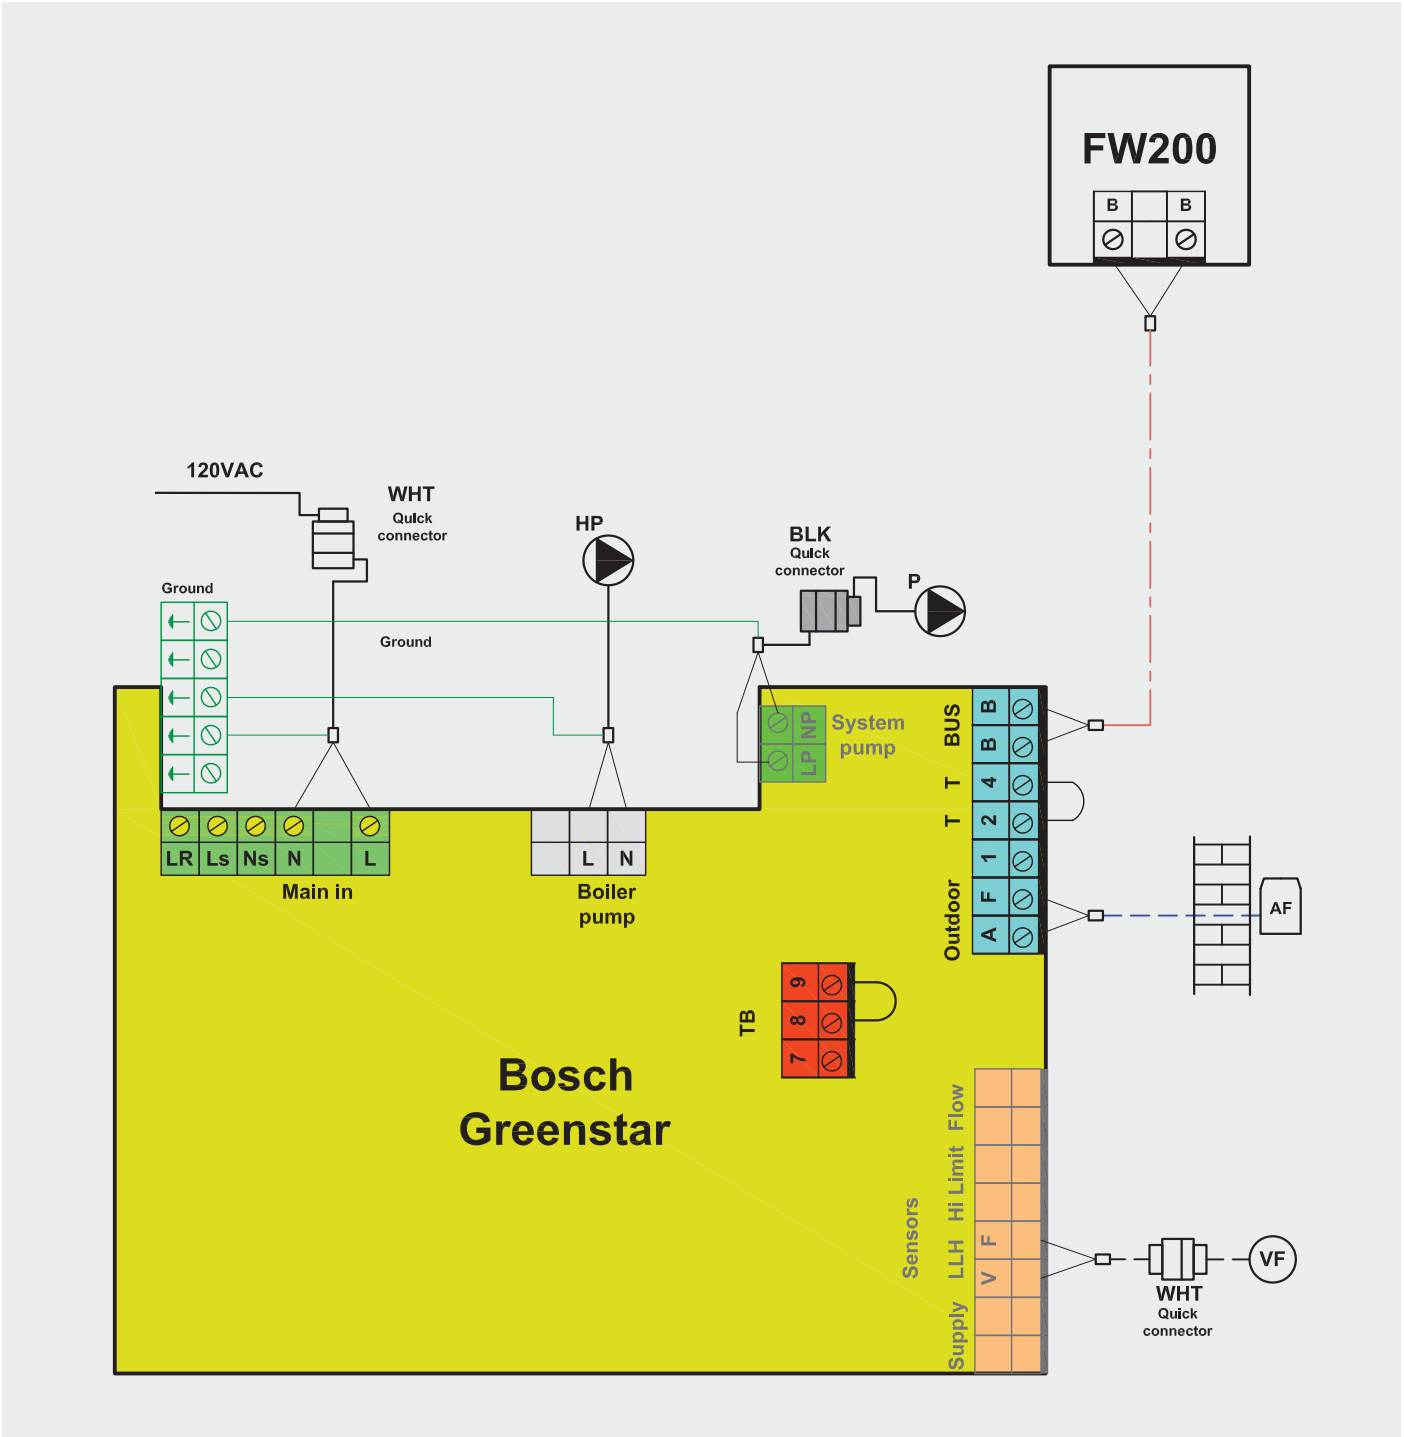 FW200
B B
120VAC
WHT
Quick
connector
HP
BLK
Quick
connector
P
Ground
Ground
System
pump
NP
LP
BUS
B
B
T
4
T
2
1
Outdoor
F
A
AF
LR Ls Ns N L
Main in
L N
Boiler
pump
TB
9
8
7
Bosch
Greenstar
Sensors
Flow
Hi Limit
LLH
F
V
Supply
VF
WHT
Quick
connector